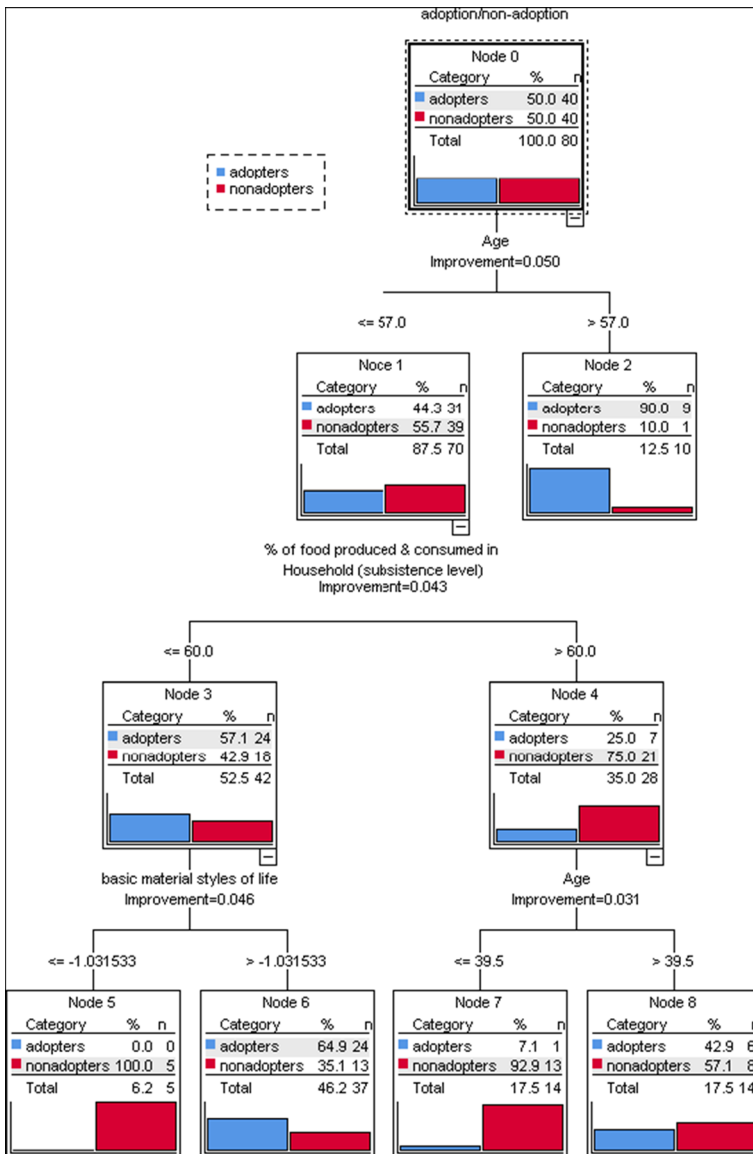 adoption/non-adoption
Node 0
Category % n
adopters 50.0 40
nonadopters 50.0 40
Total 100.0 80
adopters
nonadopters
Age
Improvement=0.050
<= 57.0
> 57.0
Noce 1
Category % n
adopters 44.3 31
nonadopters 55.7 39
Total 87.5 70
Node 2
Category % n
adopters 90.0 9
nonadopters 10.0 1
Total 12.5 10
% of food produced & consumed in
Household (subsistence level)
Improvement=0.043
<= 60.0
> 60.0
Node 3
Category % n
adopters 57.1 24
nonadopters 42.9 18
Total 52.5 42
Node 4
Category % n
adopters 25.0 7
nonadopters 75.0 21
Total 35.0 28
basic material styles of life
Improvement=0.046
Age
Improvement=0.031
<= -1.031533
> -1.031533
<= 39.5
> 39.5
Node 5
Category % n
adopters 0.0 0
nonadopters 100.0 5
Total 6.2 5
Node 6
Category % n
adopters 64.9 24
nonadopters 35.1 13
Total 46.2 37
Node 7
Category % n
adopters 7.1 1
nonadopters 92.9 13
Total 17.5 14
Node 8
Category % n
adopters 42.9 6
nonadopters 57.1 8
Total 17.5 14